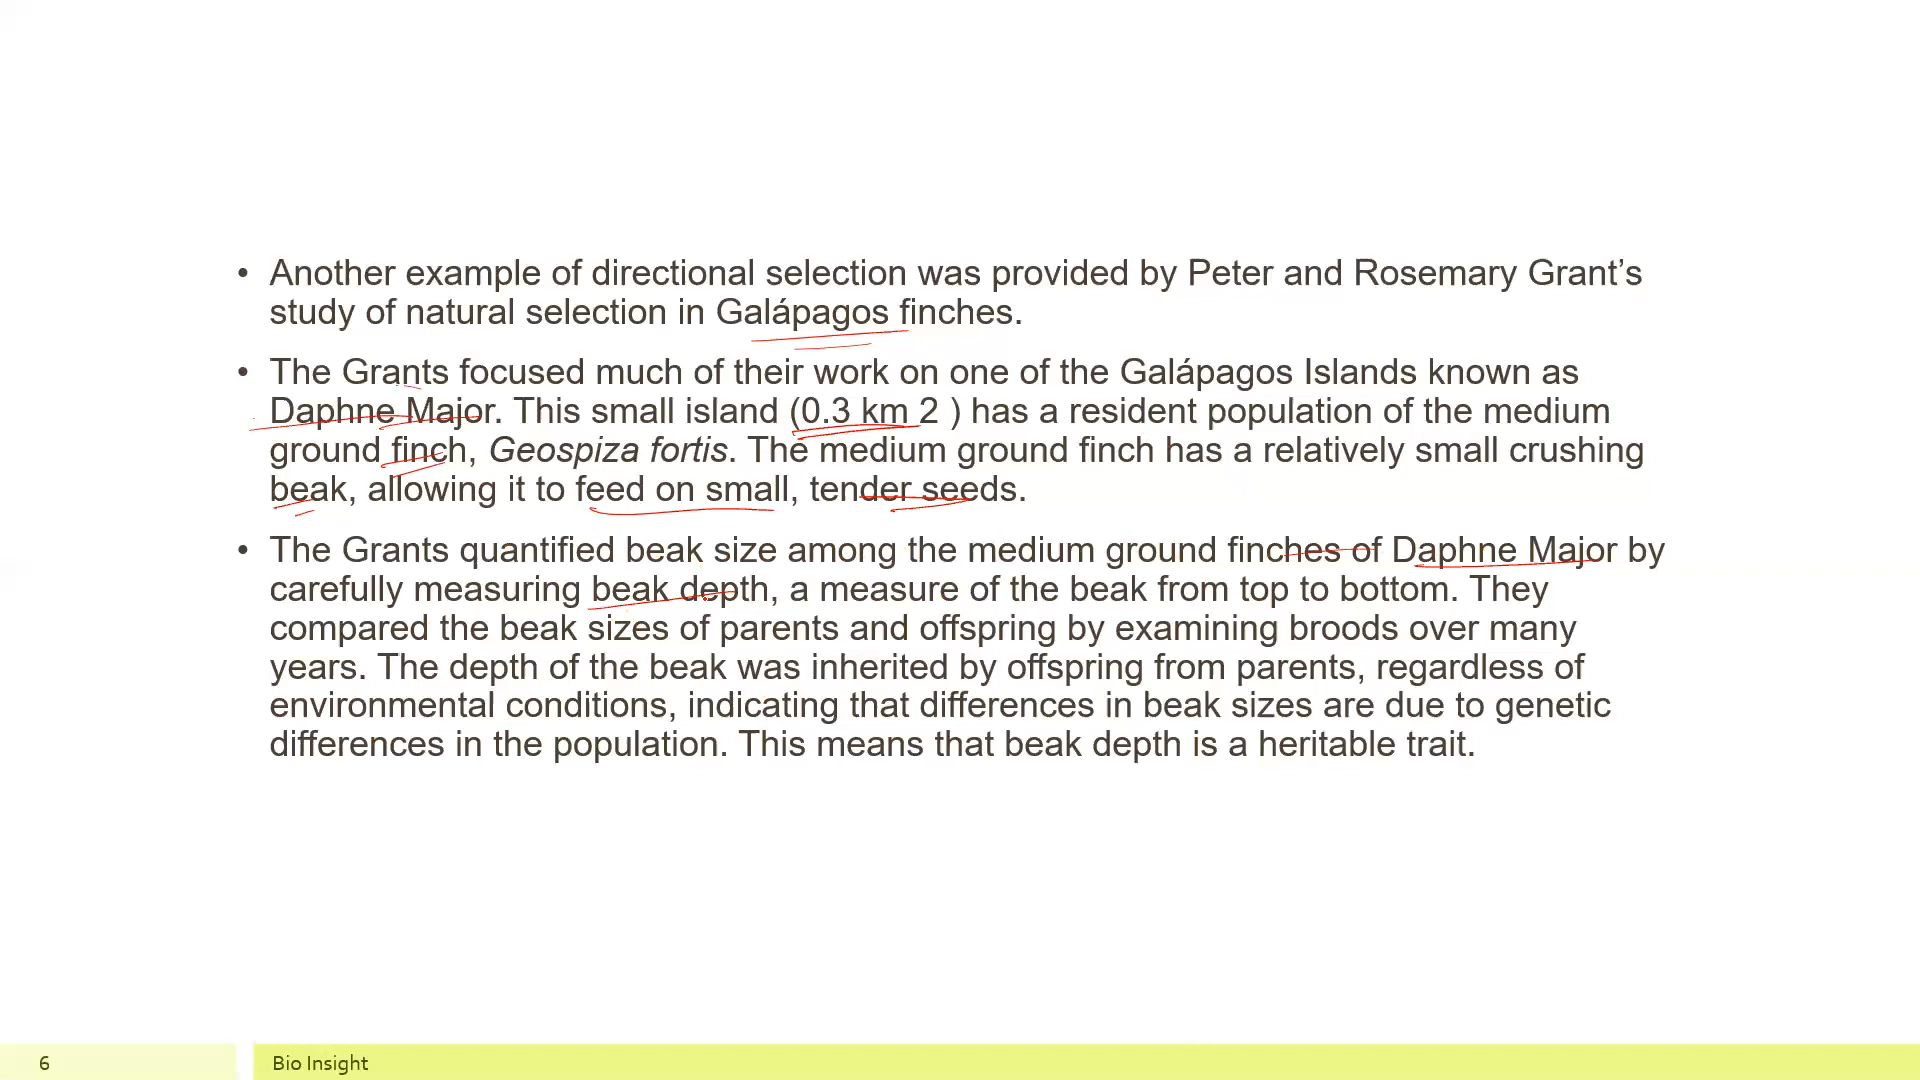 • Another example of directional selection was provided by Peter and Rosemary Grant’s
study of natural selection in Galápagos finches.
• The Grants focused much of their work on one of the Galápagos Islands known as
Daphne Major. This small island (0.3 km 2 ) has a resident population of the medium
ground finch, Geospiza fortis. The medium ground finch has a relatively small crushing
beak, allowing it to feed on small, tender seeds.
• The Grants quantified beak size among the medium ground finches of Daphne Major by
carefully measuring beak depth, a measure of the beak from top to bottom. They
compared the beak sizes of parents and offspring by examining broods over many
years. The depth of the beak was inherited by offspring from parents, regardless of
environmental conditions, indicating that differences in beak sizes are due to genetic
differences in the population. This means that beak depth is a heritable trait.
6 Bio Insight